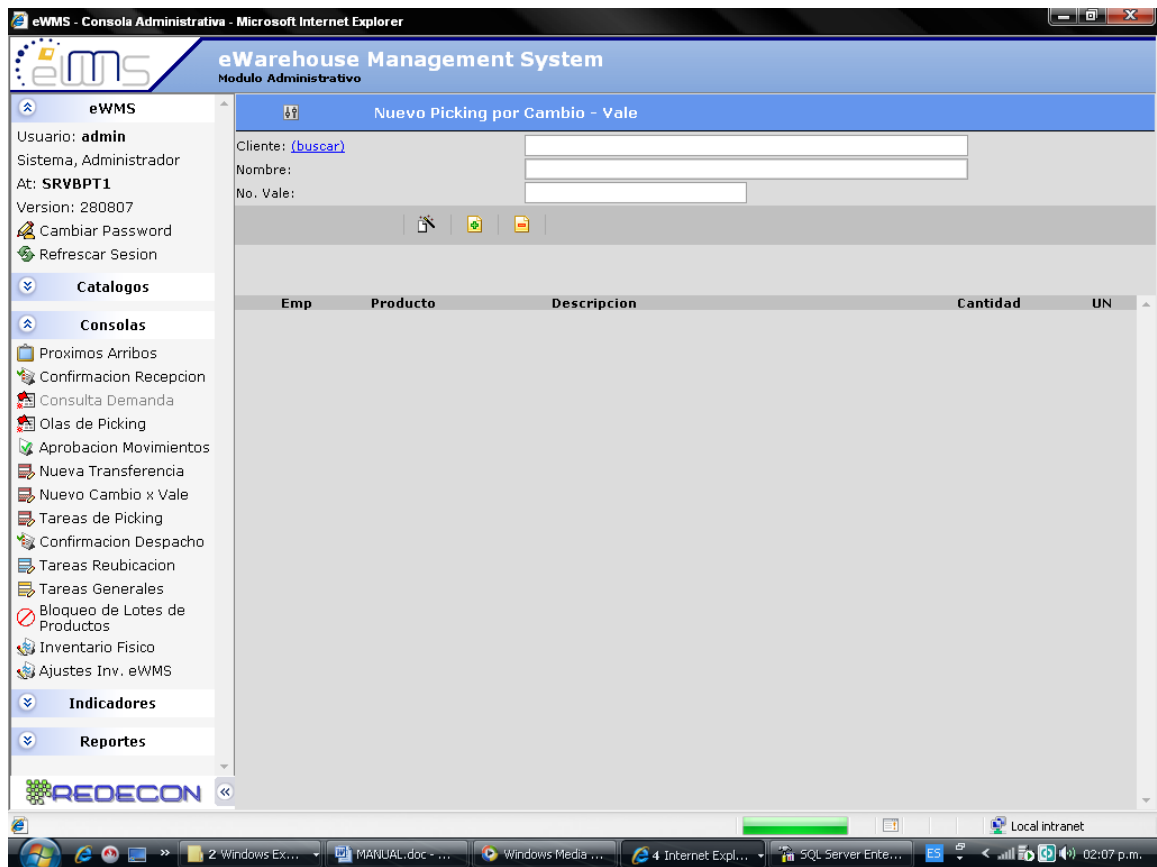 eWMS - Consola Administrativa - Microsoft Internet Explorer
eWMS
eWarehouse Management System
Modulo Administrativo
eWMS
Usuario: admin
Sistema, Administrador
At: SRVBPT1
Version: 280807
Cambiar Password
Refrescar Sesion
Catalogos
Consolas
Proximos Arribos
Confirmacion Recepcion
Consulta Demanda
Olas de Picking
Aprobacion Movimientos
Nueva Transferencia
Nuevo Cambio x Vale
Tareas de Picking
Confirmacion Despacho
Tareas Reubicacion
Tareas Generales
Bloqueo de Lotes de
Productos
Inventario Fisico
Ajustes Inv. eWMS
Indicadores
Reportes
REDECON
Nuevo Picking por Cambio - Vale
Cliente: (buscar)
Nombre:
No. Vale:
Emp Producto Descripcion Cantidad UN
Local intranet
2 Windows Ex... MANUAL.doc - ... Windows Media ... 4 Internet Expl... SQL Server Ente... ES 02:07 p.m.